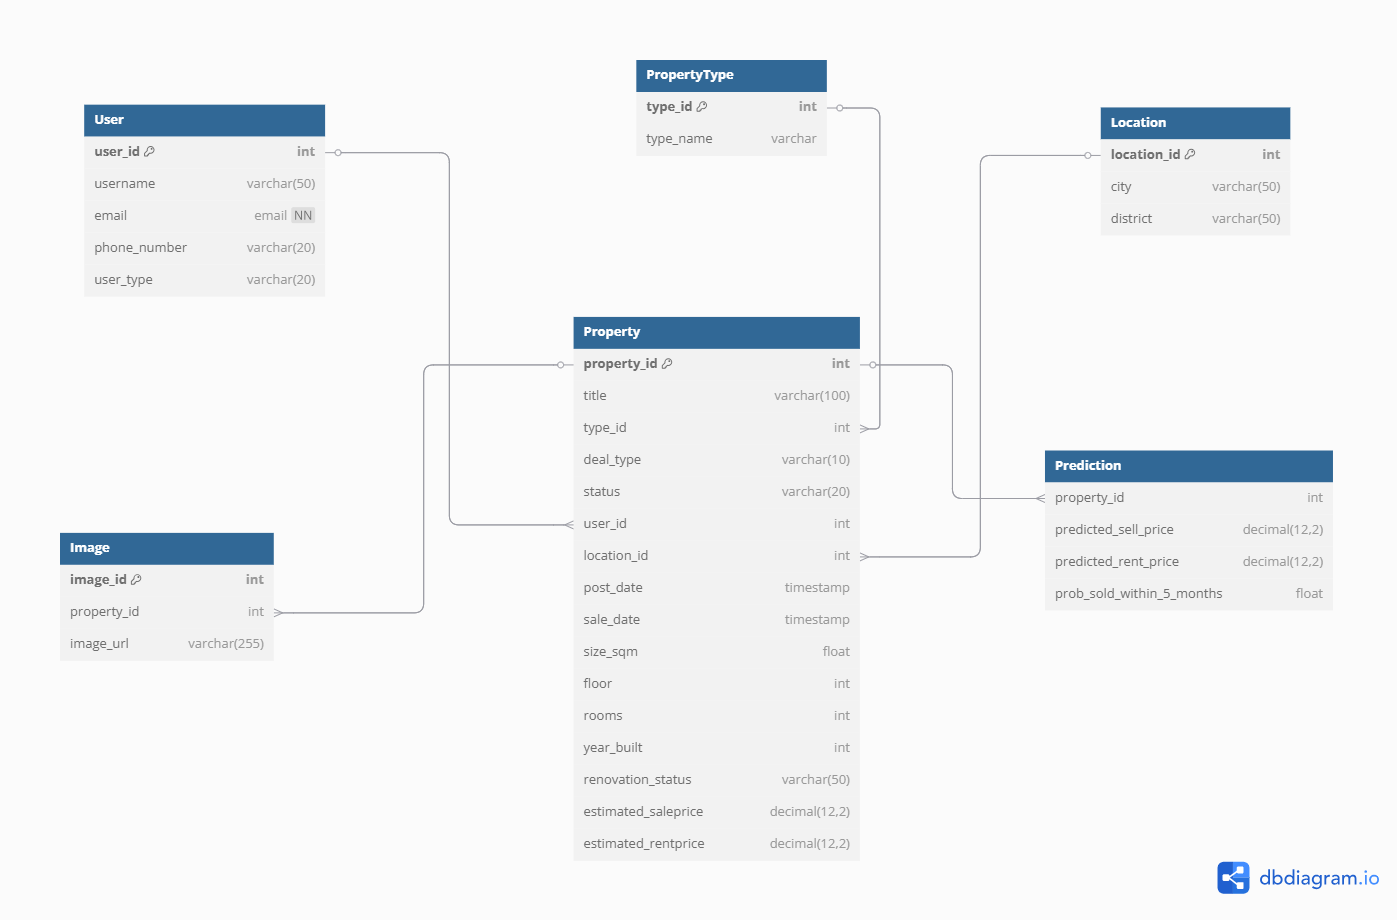 PropertyType
type_id int
type_name varchar
User
user_id int
username varchar(50)
email email NN
phone_number varchar(20)
user_type varchar(20)
Location
location_id int
city varchar(50)
district varchar(50)
Property
property_id int
title varchar(100)
type_id int
deal_type varchar(10)
status varchar(20)
user_id int
location_id int
post_date timestamp
sale_date timestamp
size_sqm float
floor int
rooms int
year_built int
renovation_status varchar(50)
estimated_saleprice decimal(12,2)
estimated_rentprice decimal(12,2)
Prediction
property_id int
predicted_sell_price decimal(12,2)
predicted_rent_price decimal(12,2)
prob_sold_within_5_months float
Image
image_id int
property_id int
image_url varchar(255)
dbdiagram.io